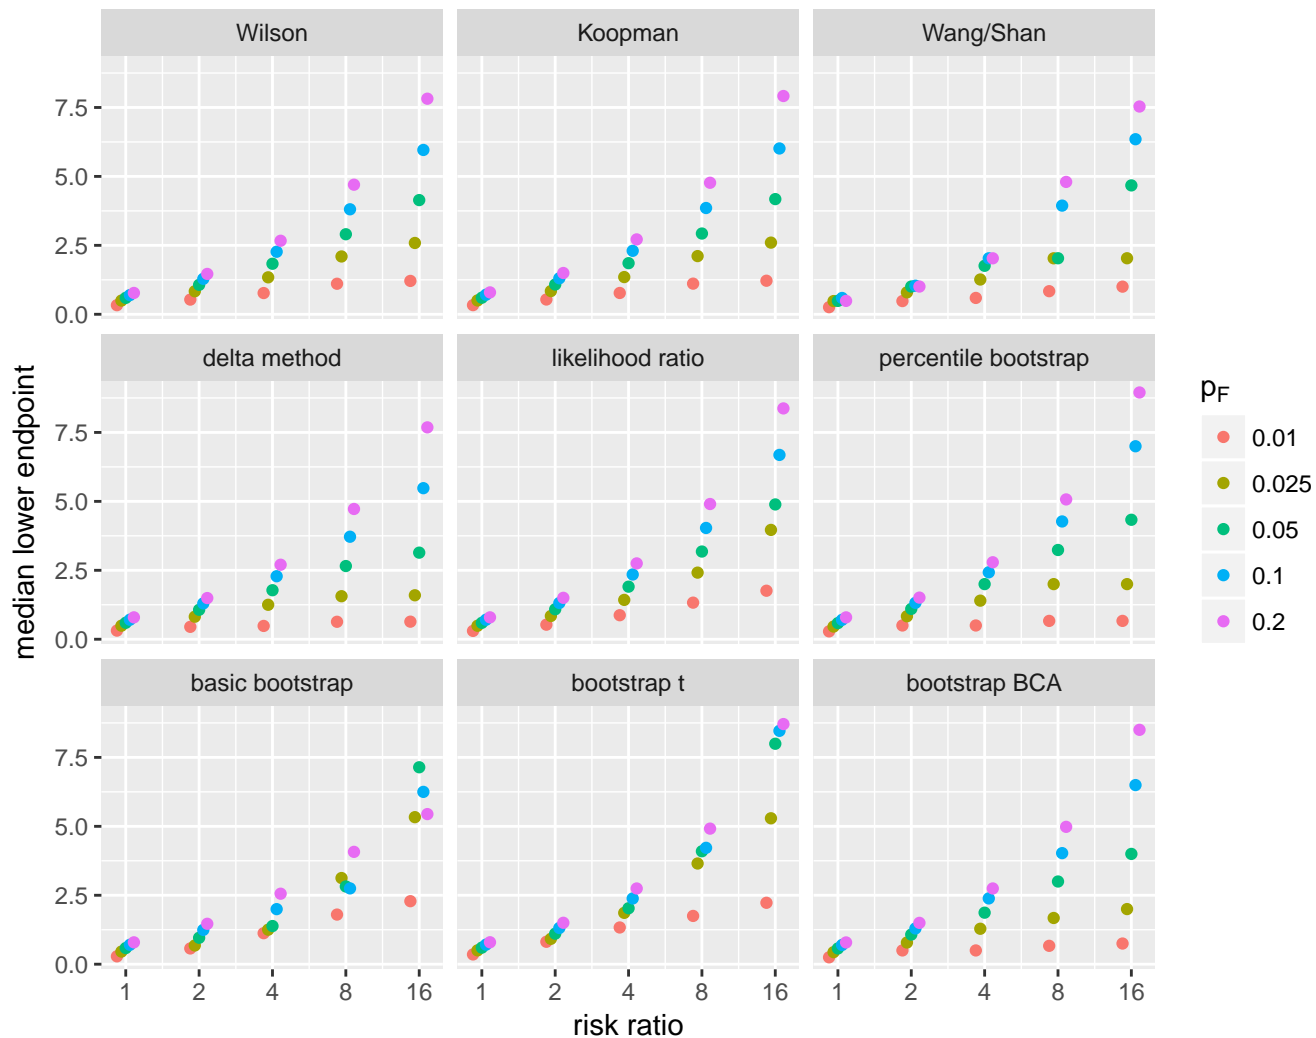 Wilson
Koopman
Wang/Shan
7.5
5.0
2.5
0.0
delta method
likelihood ratio
percentile bootstrap
7.5
5.0
2.5
0.0
basic bootstrap
bootstrap t
bootstrap BCA
7.5
5.0
2.5
0.0
1 2 4 8 16
1 2 4 8 16
1 2 4 8 16
risk ratio
median lower endpoint
pF
0.01
0.025
0.05
0.1
0.2